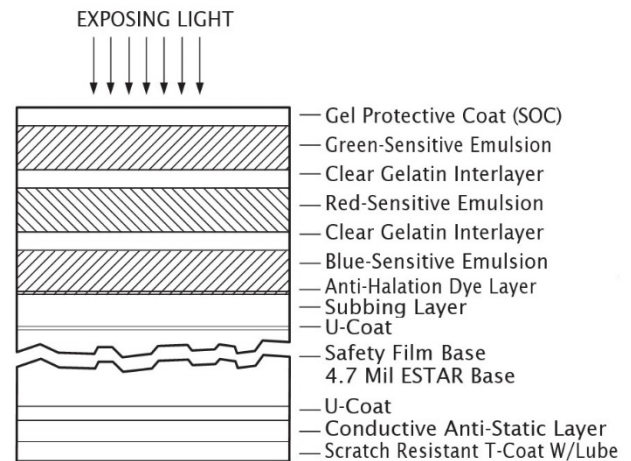 EXPOSING LIGHT
Gel Protective Coat (SOC)
Green-Sensitive Emulsion
Clear Gelatin Interlayer
Red-Sensitive Emulsion
Clear Gelatin Interlayer
Blue-Sensitive Emulsion
Anti-Halation Dye Layer
Subbing Layer
U-Coat
Safety Film Base
4.7 Mil ESTAR Base
U-Coat
Conductive Anti-Static Layer
Scratch Resistant T-Coat W/Lube